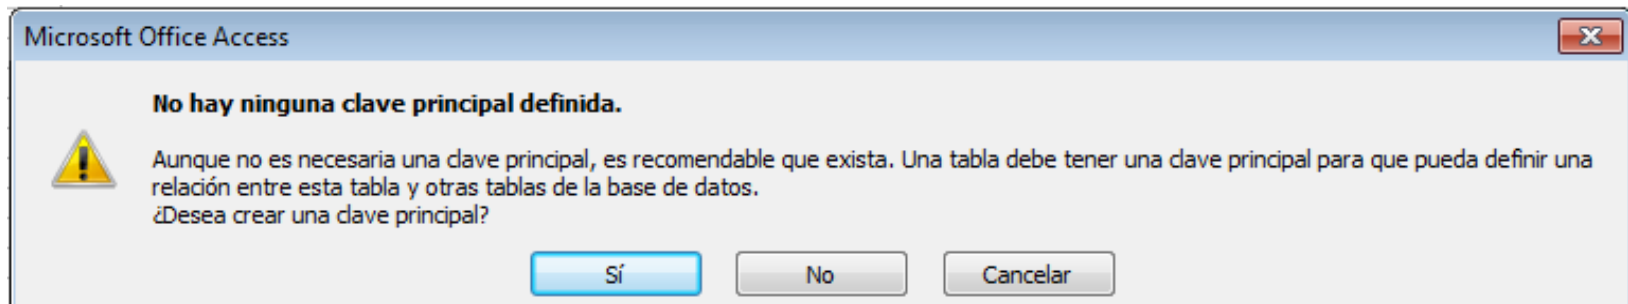 Microsoft Office Access
No hay ninguna clave principal definida.
Aunque no es necesaria una clave principal, es recomendable que exista. Una tabla debe tener una clave principal para que pueda definir una
relación entre esta tabla y otras tablas de la base de datos.
¿Desea crear una clave principal?
Sí No Cancelar